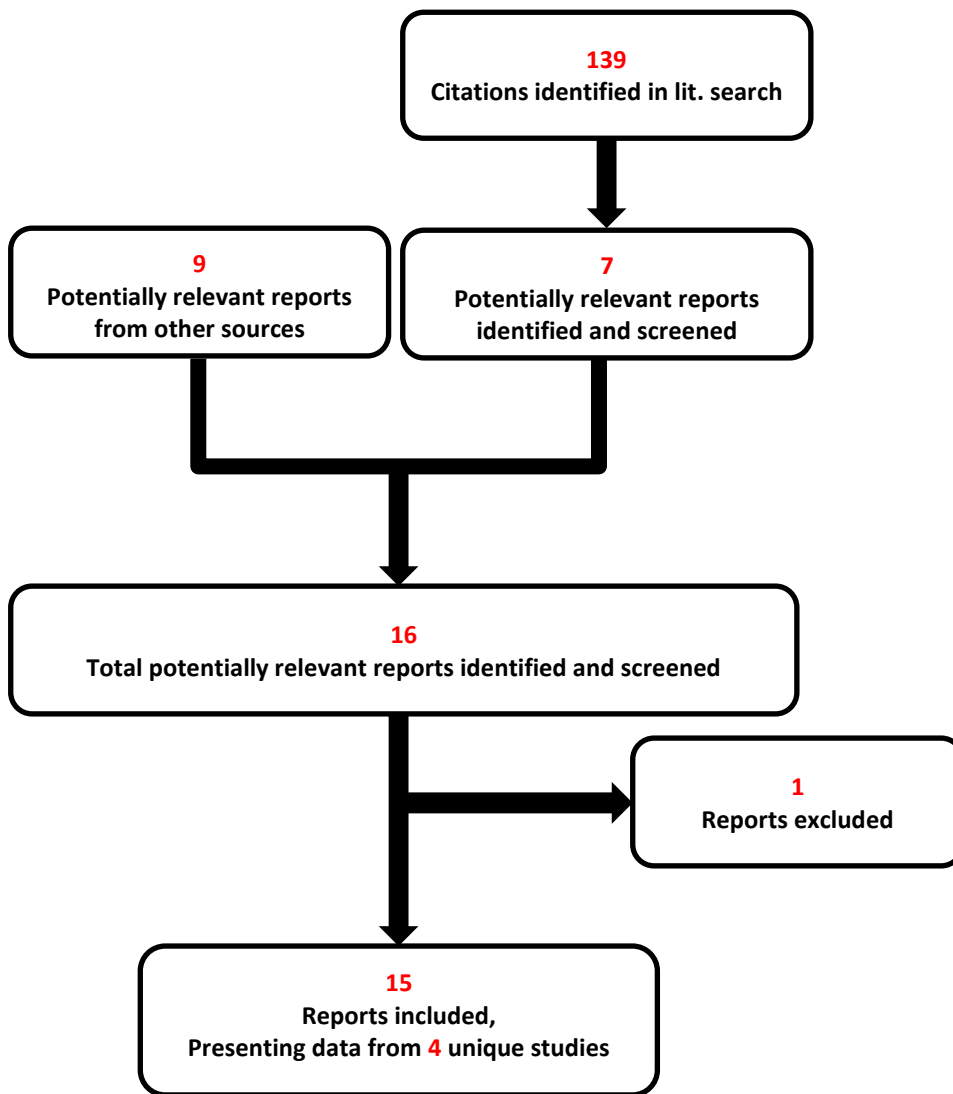 139
Citations identified in lit. search
9
Potentially relevant reports
from other sources
7
Potentially relevant reports
identified and screened
16
Total potentially relevant reports identified and screened
1
Reports excluded
15
Reports included,
Presenting data from 4 unique studies